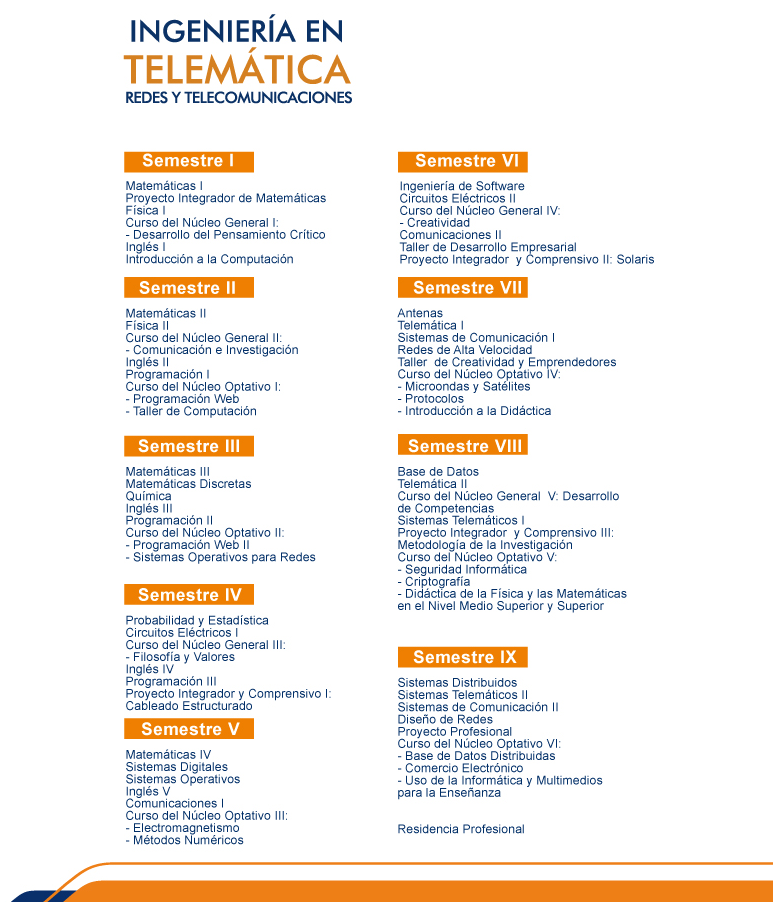 INGENIERÍA EN
TELEMÁTICA
REDES Y TELECOMUNICACIONES
Semestre I
Matemáticas I
Proyecto Integrador de Matemáticas
Física I
Curso del Núcleo General I:
- Desarrollo del Pensamiento Crítico
Inglés I
Introducción a la Computación
Semestre II
Matemáticas II
Física II
Curso del Núcleo General II:
- Comunicación e Investigación
Inglés II
Programación I
Curso del Núcleo Optativo I:
- Programación Web
- Taller de Computación
Semestre III
Matemáticas III
Matemáticas Discretas
Química
Inglés III
Programación II
Curso del Núcleo Optativo II:
- Programación Web II
- Sistemas Operativos para Redes
Semestre IV
Probabilidad y Estadística
Circuitos Eléctricos I
Curso del Núcleo General III:
- Filosofía y Valores
Inglés IV
Programación III
Proyecto Integrador y Comprensivo I:
Cableado Estructurado
Semestre V
Matemáticas IV
Sistemas Digitales
Sistemas Operativos
Inglés V
Comunicaciones I
Curso del Núcleo Optativo III:
- Electromagnetismo
- Métodos Numéricos
Semestre VI
Ingeniería de Software
Circuitos Eléctricos II
Curso del Núcleo General IV:
- Creatividad
Comunicaciones II
Taller de Desarrollo Empresarial
Proyecto Integrador  y Comprensivo II: Solaris
Semestre VII
Antenas
Telemática I
Sistemas de Comunicación I
Redes de Alta Velocidad
Taller  de Creatividad y Emprendedores
Curso del Núcleo Optativo IV:
- Microondas y Satélites
- Protocolos
- Introducción a la Didáctica
Semestre VIII
Base de Datos
Telemática II
Curso del Núcleo General  V: Desarrollo
de Competencias
Sistemas Telemáticos I
Proyecto Integrador  y Comprensivo III:
Metodología de la Investigación
Curso del Núcleo Optativo V:
- Seguridad Informática
- Criptografía
- Didáctica de la Física y las Matemáticas
en el Nivel Medio Superior y Superior
Semestre IX
Sistemas Distribuidos
Sistemas Telemáticos II
Sistemas de Comunicación II
Diseño de Redes
Proyecto Profesional
Curso del Núcleo Optativo VI:
- Base de Datos Distribuidas
- Comercio Electrónico
- Uso de la Informática y Multimedios
para la Enseñanza
Residencia Profesional